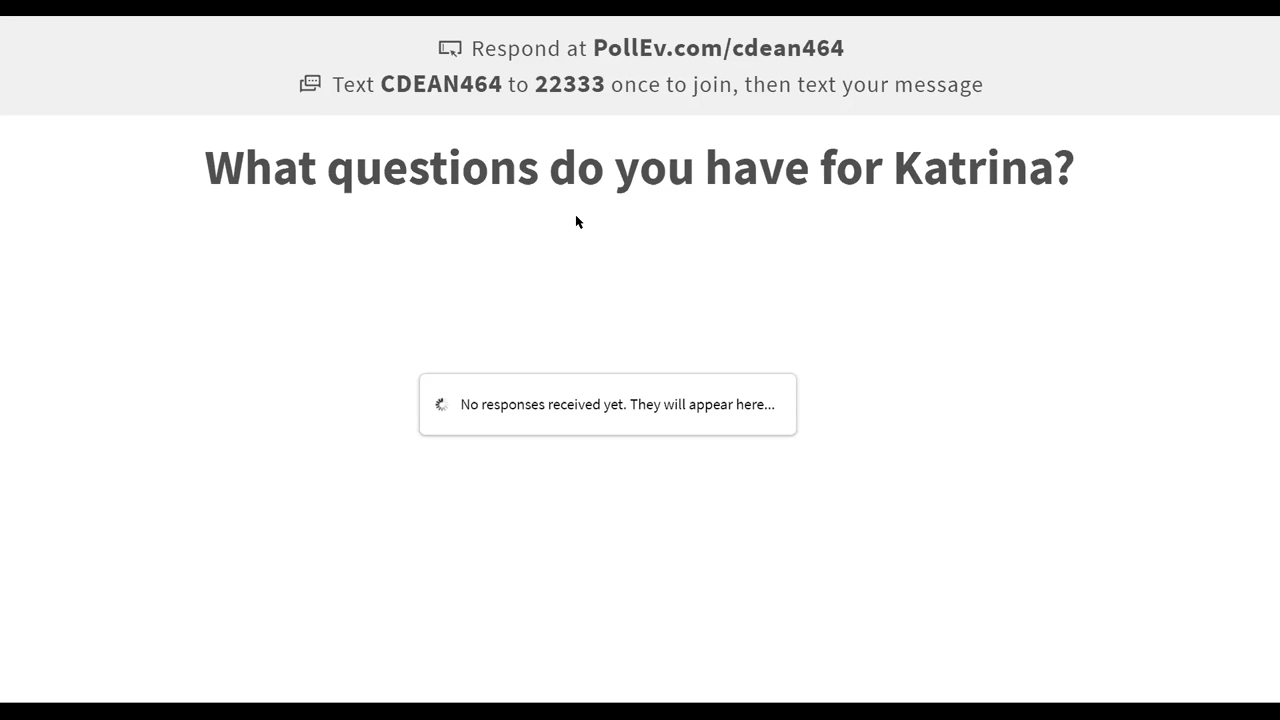 Respond at PollEv.com/cdean464
Text CDEAN464 to 22333 once to join, then text your message
What questions do you have for Katrina?
No responses received yet. They will appear here...